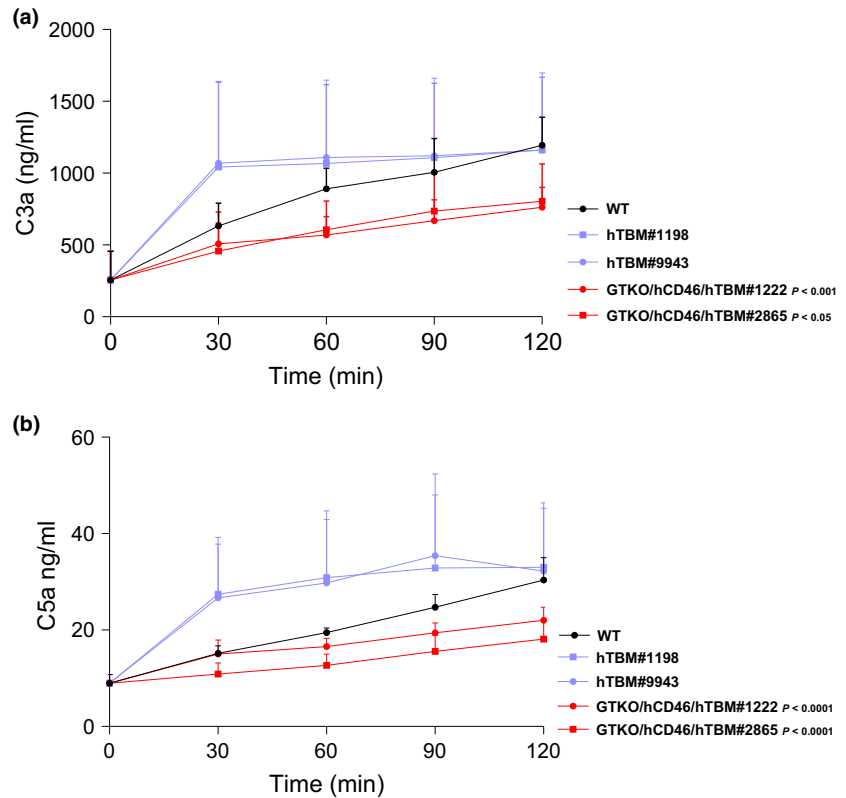 (a)
2000
1500
1000
500
0
C3a (ng/ml)
0 30 60 90 120
Time (min)
WT
hTBM#1198
hTBM#9943
GTKO/hCD46/hTBM#1222 P < 0.001
GTKO/hCD46/hTBM#2865 P < 0.05
(b)
60
40
20
0
C5a ng/ml
0 30 60 90 120
Time (min)
WT
hTBM#1198
hTBM#9943
GTKO/hCD46/hTBM#1222 P < 0.0001
GTKO/hCD46/hTBM#2865 P < 0.0001